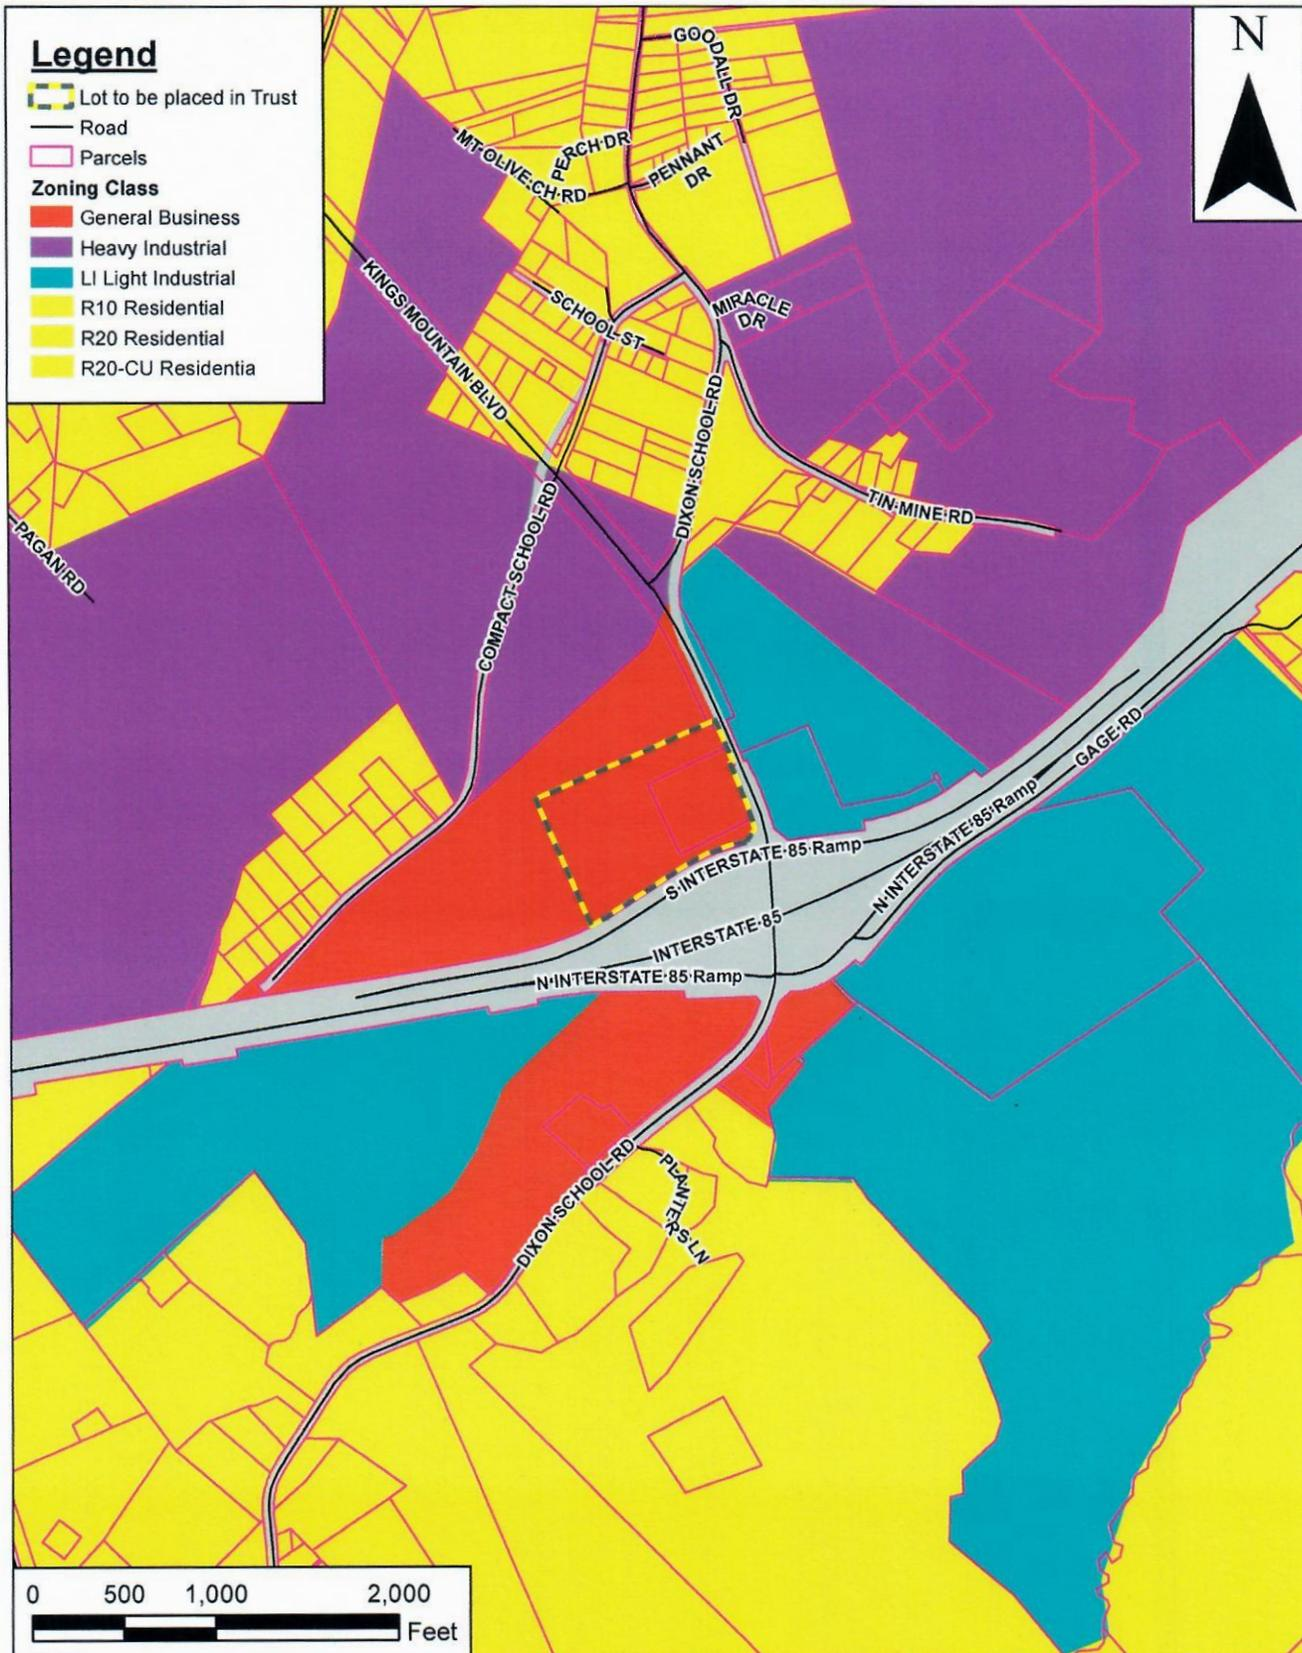 Legend
Lot to be placed in Trust
Road
Parcels
Zoning Class
General Business
Heavy Industrial
LI Light Industrial
R10 Residential
R20 Residential
R20-CU Residentia
N
GOODALL DR
PERCH DR
MT OLIVE CH RD
PENNANT
DR
KINGS MOUNTAIN BLVD
SCHOOL ST
MIRACLE
DR
DIXON SCHOOL RD
TIN MINE RD
PAGAN RD
COMPACT SCHOOL RD
GAGE RD
S INTERSTATE 85 Ramp
N INTERSTATE 85 Ramp
INTERSTATE 85
N INTERSTATE 85 Ramp
DIXON SCHOOL RD
PLANTERS LN
0 500 1,000 2,000
Feet